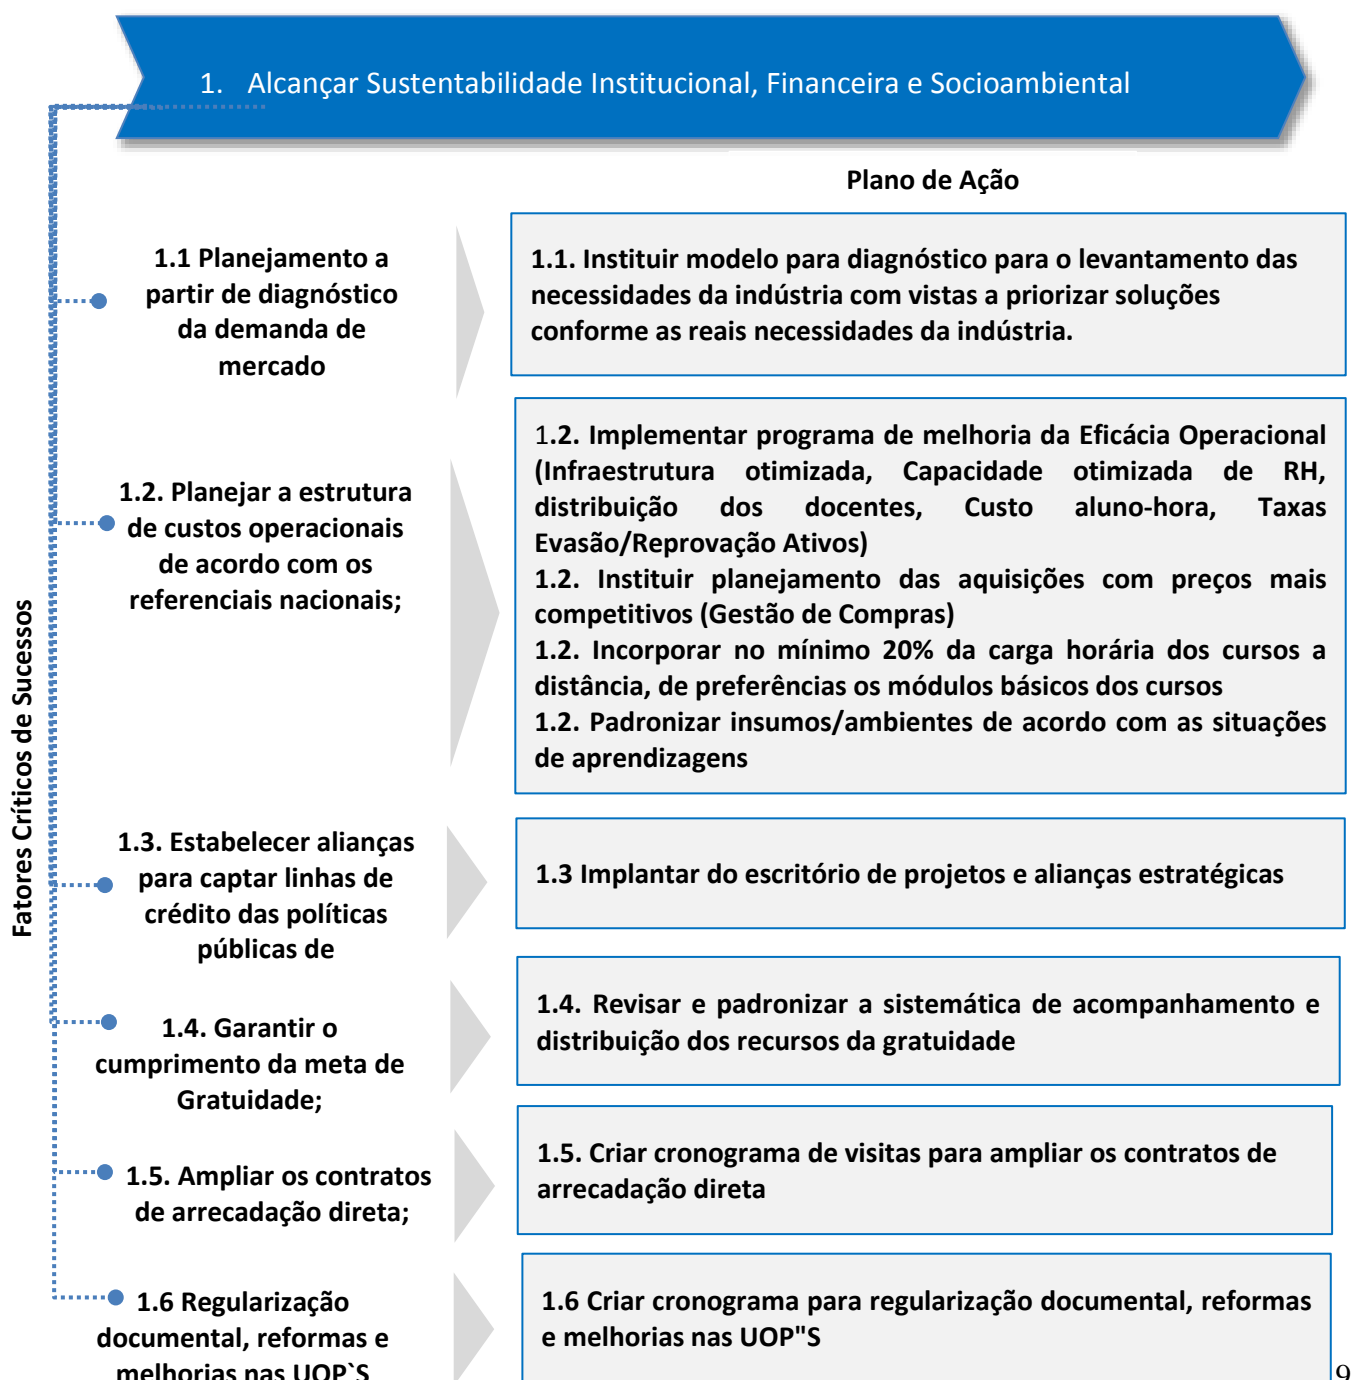 1. Alcançar Sustentabilidade Institucional, Financeira e Socioambiental
Plano de Ação
Fatores Críticos de Sucessos
1.1 Planejamento a
partir de diagnóstico
da demanda de
mercado
1.1. Instituir modelo para diagnóstico para o levantamento das
necessidades da indústria com vistas a priorizar soluções
conforme as reais necessidades da indústria.
1.2. Planejar a estrutura
de custos operacionais
de acordo com os
referenciais nacionais;
1.2. Implementar programa de melhoria da Eficácia Operacional
(Infraestrutura otimizada, Capacidade otimizada de RH,
distribuição dos docentes, Custo aluno-hora, Taxas
Evasão/Reprovação Ativos)
1.2. Instituir planejamento das aquisições com preços mais
competitivos (Gestão de Compras)
1.2. Incorporar no mínimo 20% da carga horária dos cursos a
distância, de preferências os módulos básicos dos cursos
1.2. Padronizar insumos/ambientes de acordo com as situações
de aprendizagens
1.3. Estabelecer alianças
para captar linhas de
crédito das políticas
públicas de
1.3 Implantar do escritório de projetos e alianças estratégicas
1.4. Garantir o
cumprimento da meta de
Gratuidade;
1.4. Revisar e padronizar a sistemática de acompanhamento e
distribuição dos recursos da gratuidade
1.5. Ampliar os contratos
de arrecadação direta;
1.5. Criar cronograma de visitas para ampliar os contratos de
arrecadação direta
1.6 Regularização
documental, reformas e
melhorias nas UOP`S
1.6 Criar cronograma para regularização documental, reformas
e melhorias nas UOP"S
9